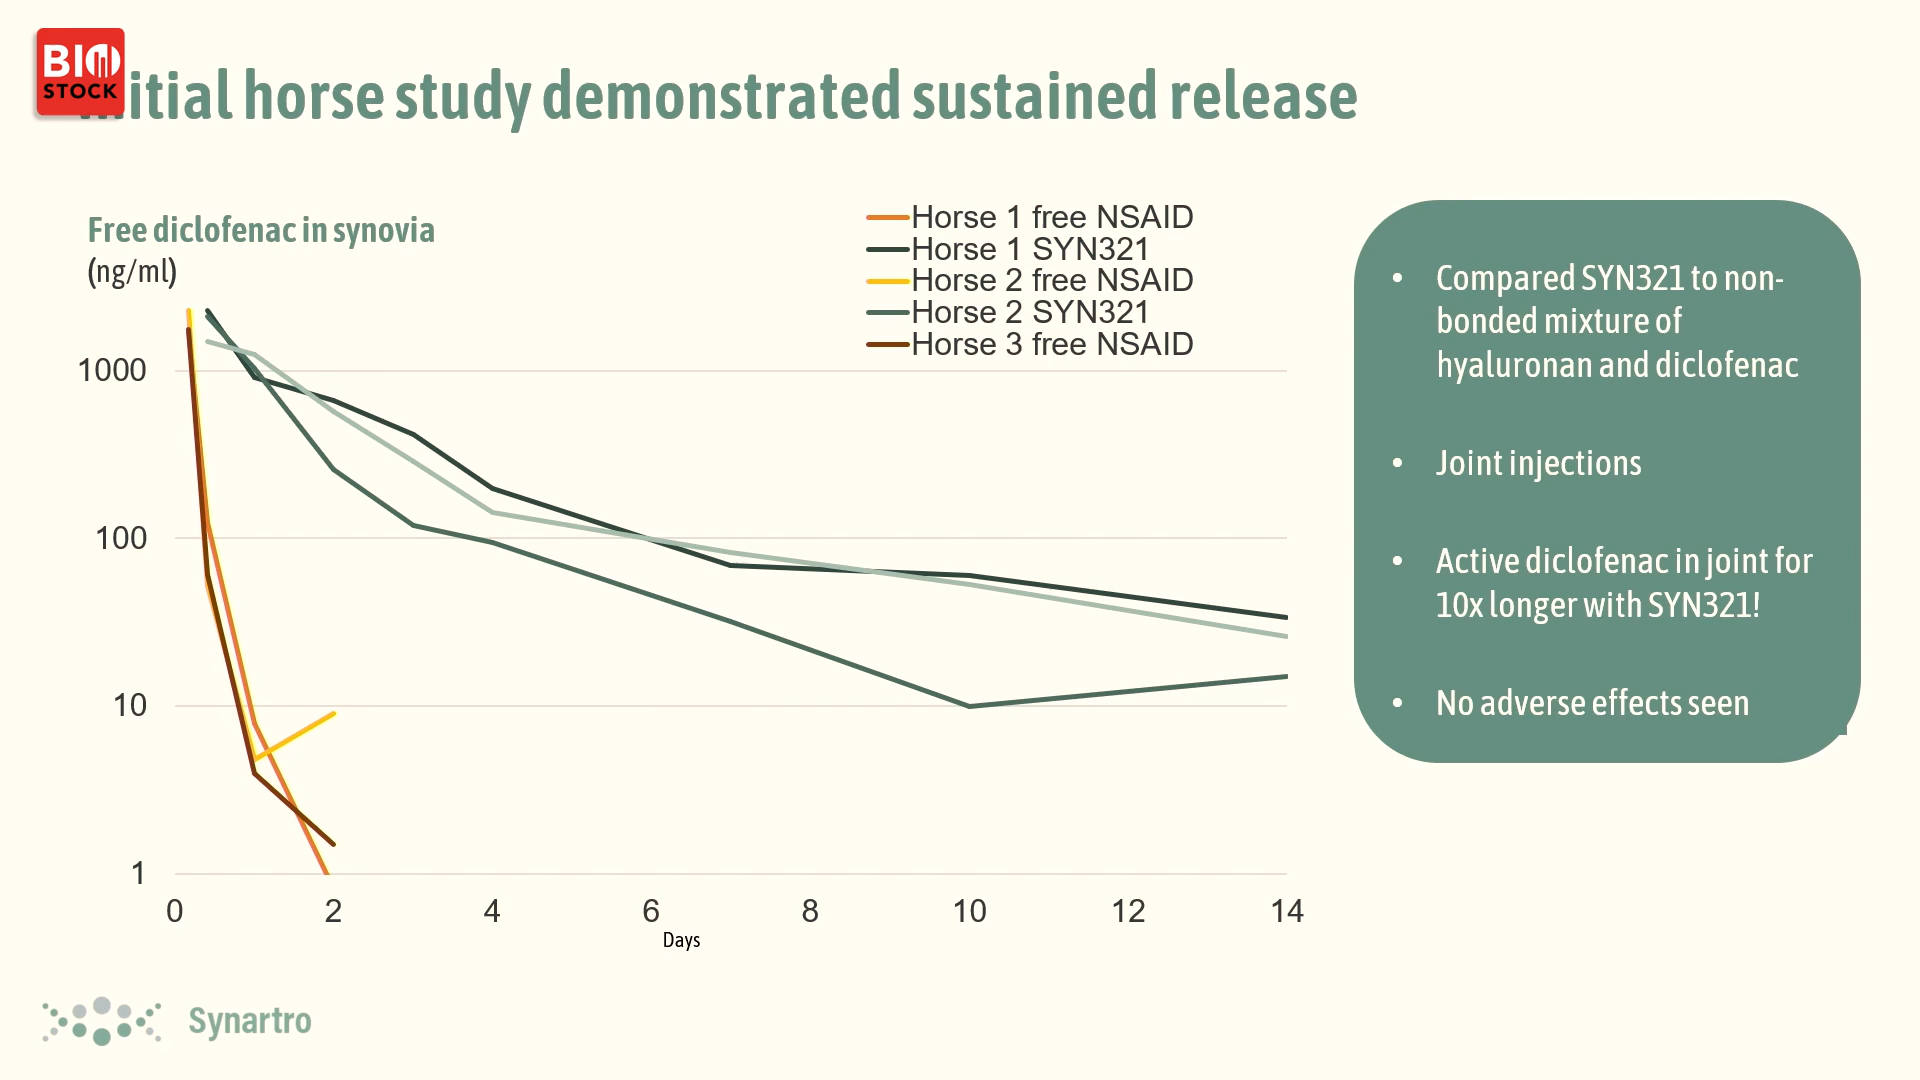 BIO
STOCK
itial horse study demonstrated sustained release
Free diclofenac in synovia
(ng/ml)
Horse 1 free NSAID
Horse 1 SYN321
Horse 2 free NSAID
Horse 2 SYN321
Horse 3 free NSAID
1000
100
10
1
0 2 4 6 8 10 12 14
Days
• Compared SYN321 to non-
bonded mixture of
hyaluronan and diclofenac
• Joint injections
• Active diclofenac in joint for
10x longer with SYN321!
• No adverse effects seen
Synartro